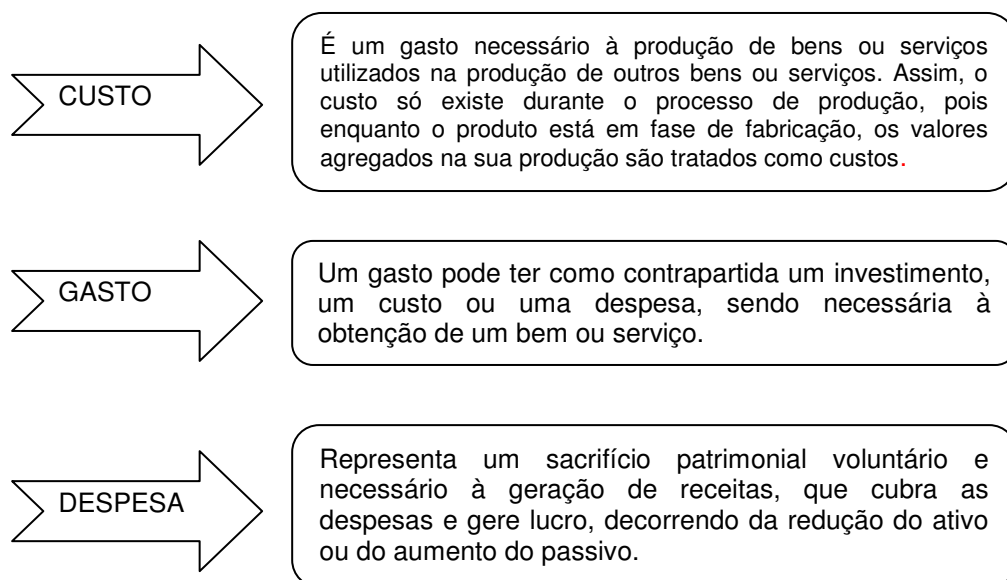 CUSTO
É um gasto necessário à produção de bens ou serviços
utilizados na produção de outros bens ou serviços. Assim, o
custo só existe durante o processo de produção, pois
enquanto o produto está em fase de fabricação, os valores
agregados na sua produção são tratados como custos.
GASTO
Um gasto pode ter como contrapartida um investimento,
um custo ou uma despesa, sendo necessária à
obtenção de um bem ou serviço.
DESPESA
Representa um sacrifício patrimonial voluntário e
necessário à geração de receitas, que cubra as
despesas e gere lucro, decorrendo da redução do ativo
ou do aumento do passivo.